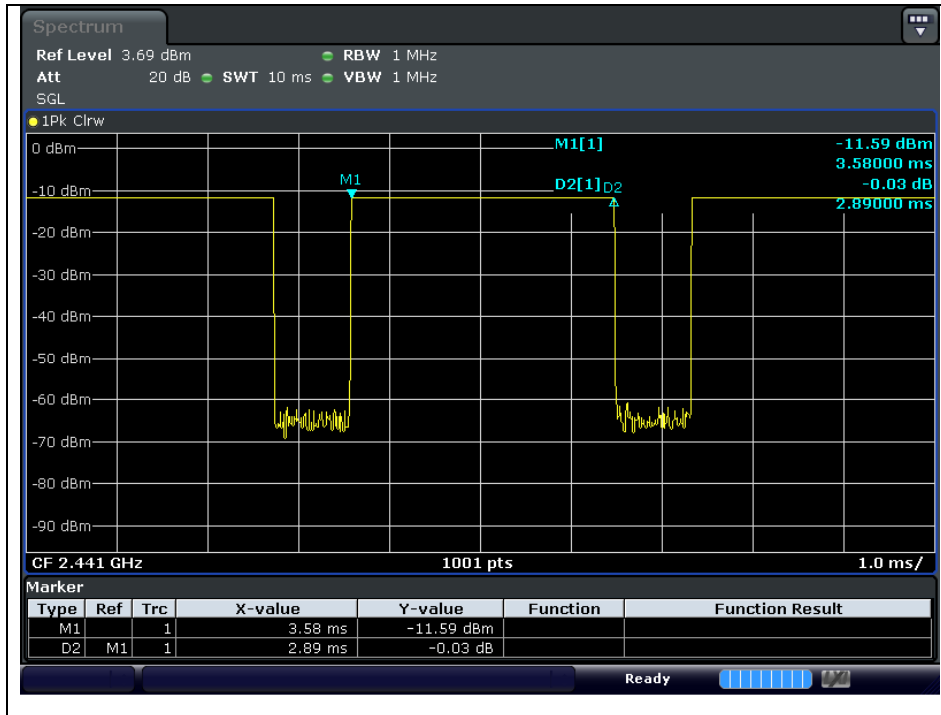 Spectrum
Ref Level 3.69 dBm RBW 1 MHz
Att 20 dB SWT 10 ms VBW 1 MHz
SGL
1Pk Clrw
M1[1] -11.59 dBm
3.58000 ms
D2[1] -0.03 dB
2.89000 ms
0 dBm
M1
D2
-10 dBm
-20 dBm
-30 dBm
-40 dBm
-50 dBm
-60 dBm
-70 dBm
-80 dBm
-90 dBm
CF 2.441 GHz 1001 pts 1.0 ms/
Marker
Type Ref Trc X-value Y-value Function Function Result
M1 1 3.58 ms -11.59 dBm
D2 M1 1 2.89 ms -0.03 dB
Ready